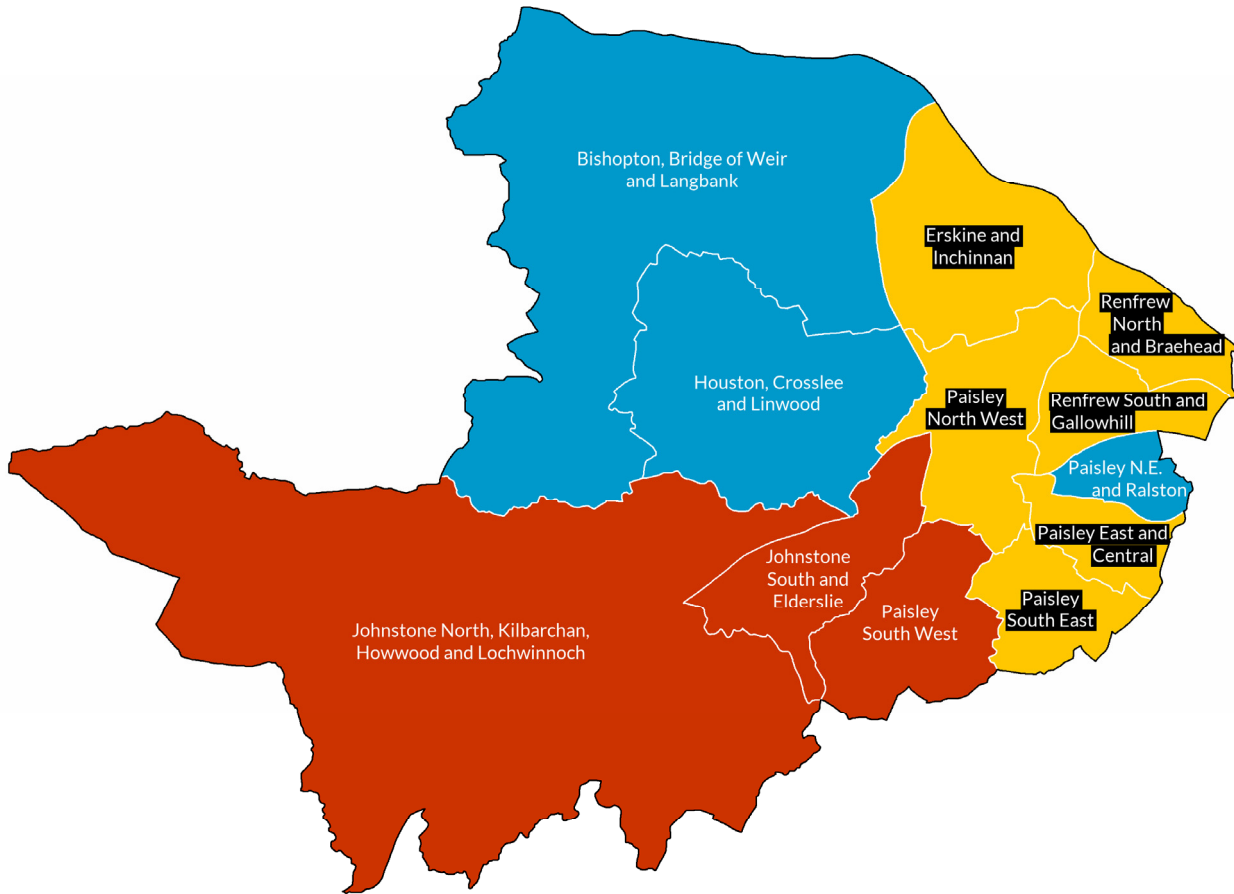 Bishopton, Bridge of Weir
and Langbank
Erskine and
Inchinnan
Renfrew
North
and Braehead
Houston, Crosslee
and Linwood
Paisley
North West
Renfrew South and
Gallowhill
Paisley N.E.
and Ralston
Paisley East and
Central
Johnstone
South and
Elderslie
Paisley
South East
Paisley
South West
Johnstone North, Kilbarchan,
Howwood and Lochwinnoch